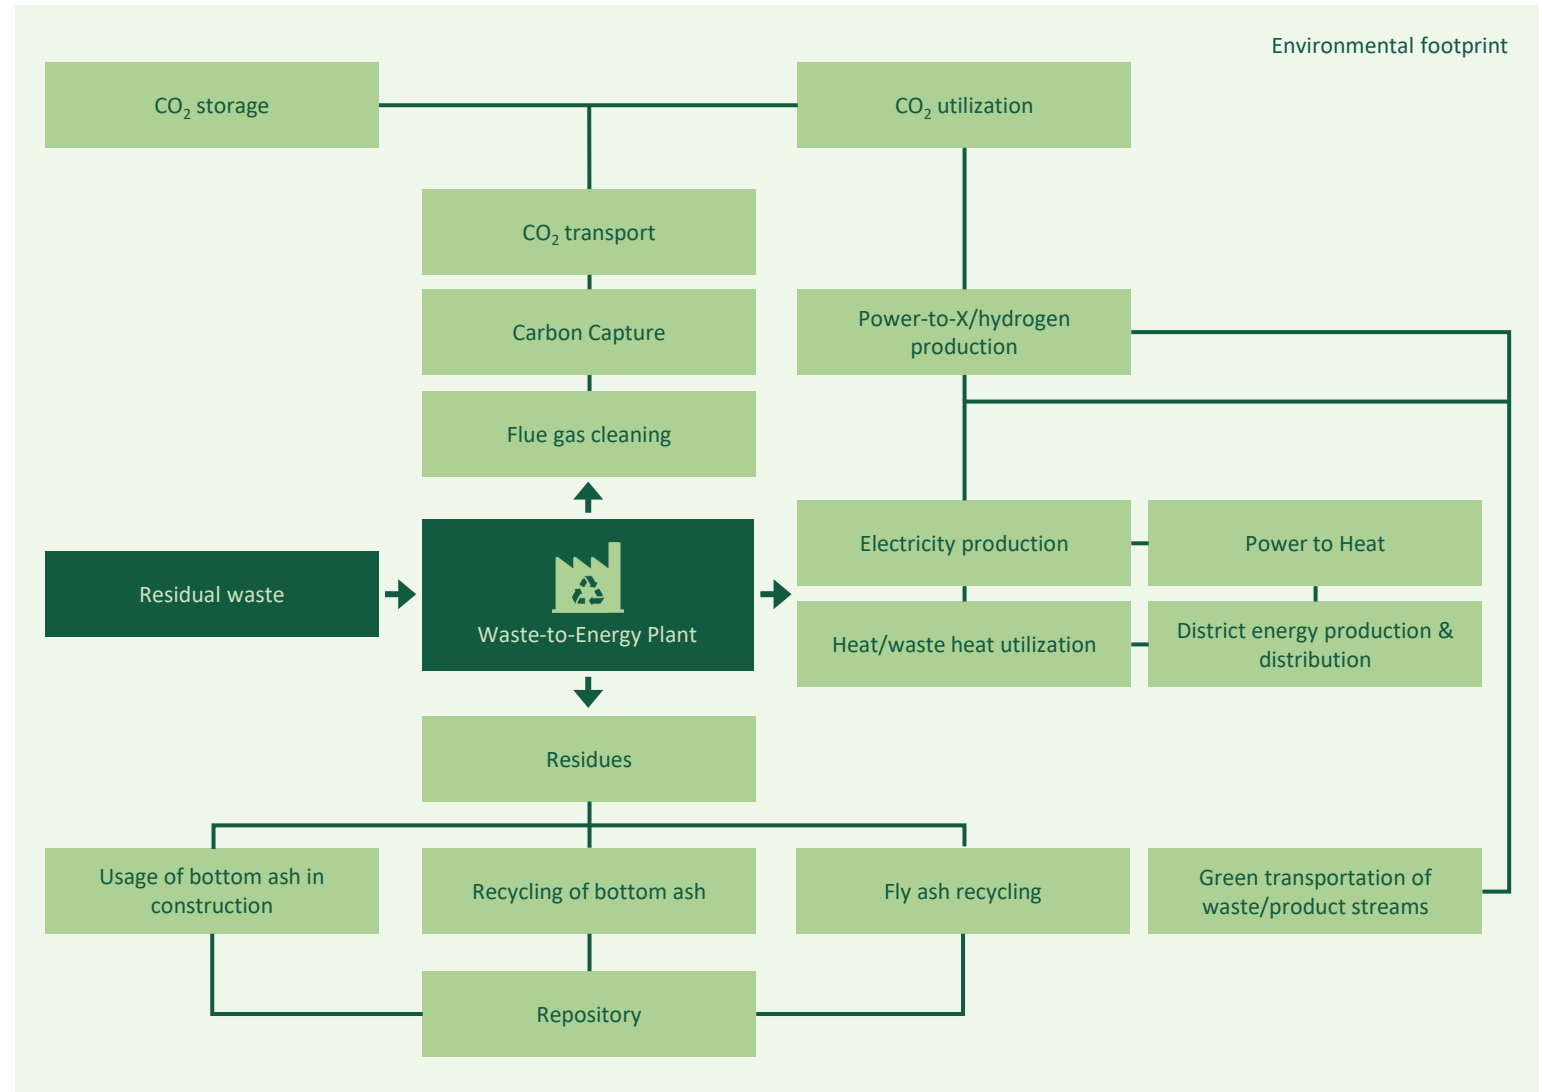 Environmental footprint
CO₂ storage
CO₂ utilization
CO₂ transport
Carbon Capture
Power-to-X/hydrogen
production
Flue gas cleaning
Electricity production
Power to Heat
Residual waste
Waste-to-Energy Plant
Heat/waste heat utilization
District energy production &
distribution
Residues
Usage of bottom ash in
construction
Recycling of bottom ash
Fly ash recycling
Green transportation of
waste/product streams
Repository